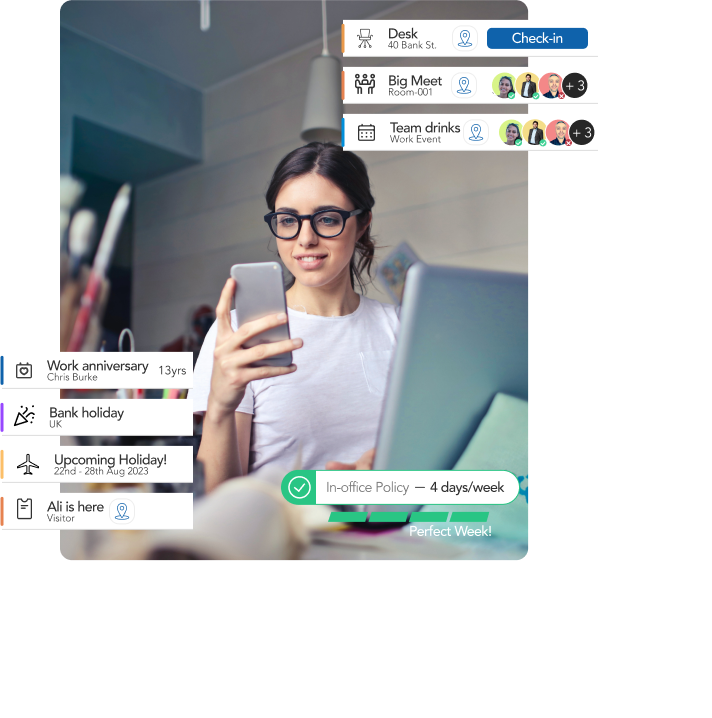 Desk
40 Bank St.
Check-in
Big Meet
Room-001
+ 3
Team drinks
Work Event
+ 3
Work anniversary
Chris Burke
13yrs
Bank holiday
UK
Upcoming Holiday!
22nd - 28th Aug 2023
Ali is here
Visitor
In-office Policy — 4 days/week
Perfect Week!